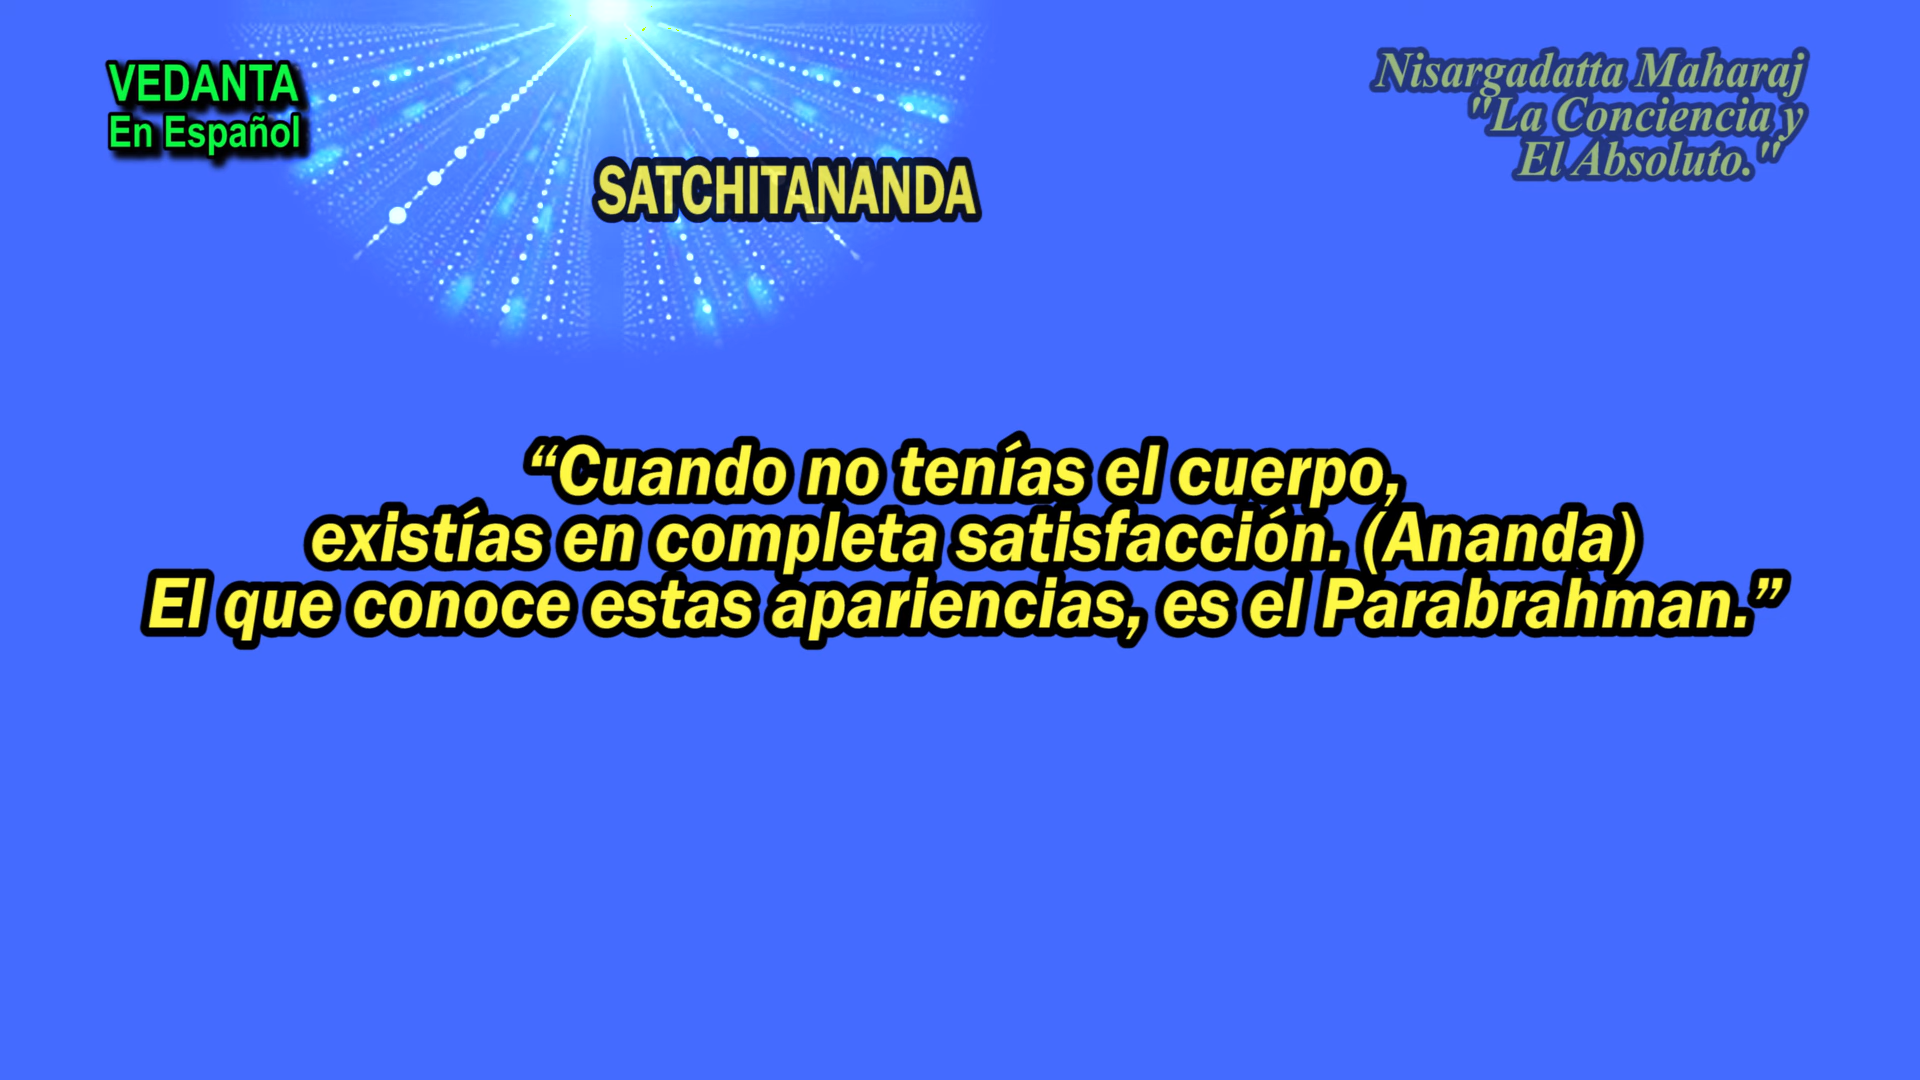 VEDANTA
En Español
Nisargadatta Maharaj
"La Conciencia y
El Absoluto."
SATCHITANANDA
“Cuando no tenías el cuerpo,
existías en completa satisfacción. (Ananda)
El que conoce estas apariencias, es el Parabrahman.”